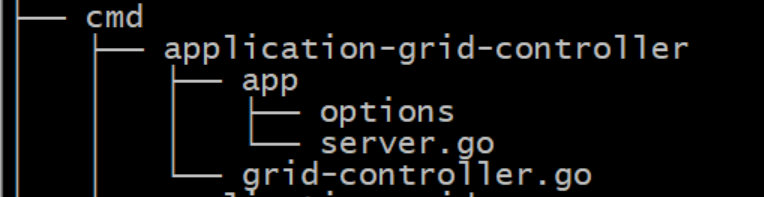 ├── cmd
│   ├── application-grid-controller
│   │   ├── app
│   │   │   ├── options
│   │   │   └── server.go
│   │   └── grid-controller.go